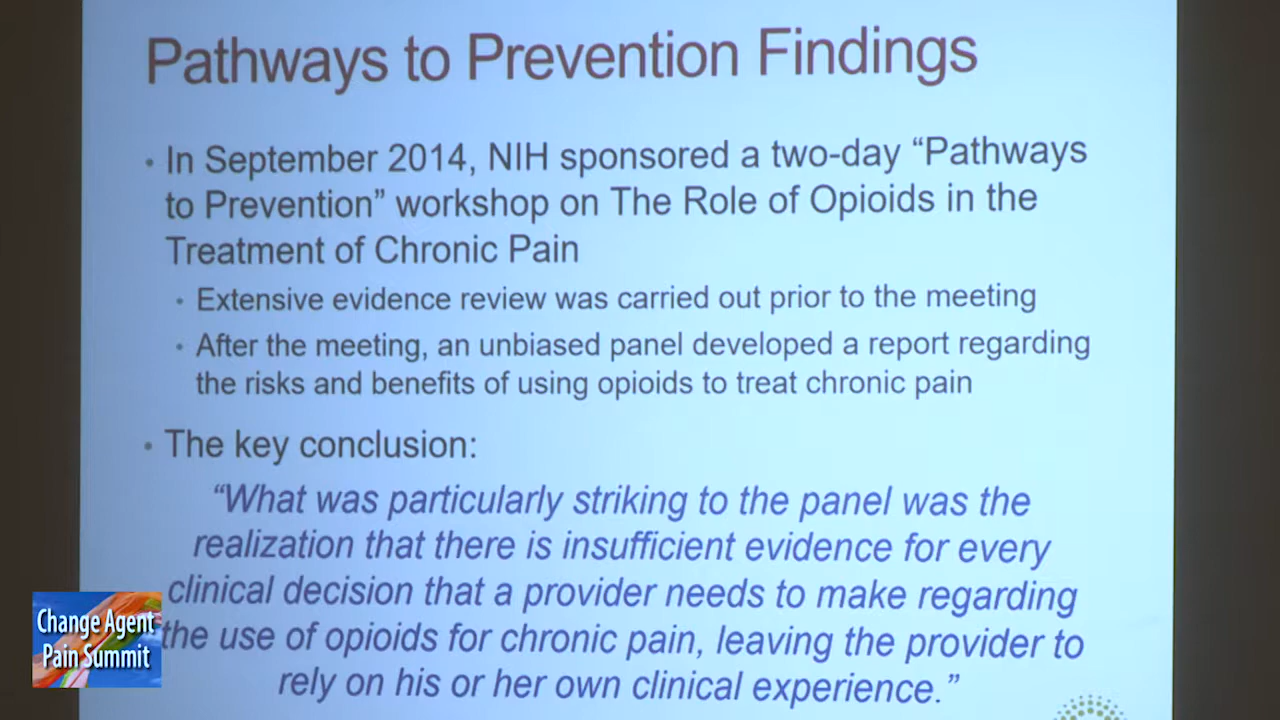 Pathways to Prevention Findings
• In September 2014, NIH sponsored a two-day “Pathways
to Prevention” workshop on The Role of Opioids in the
Treatment of Chronic Pain
• Extensive evidence review was carried out prior to the meeting
• After the meeting, an unbiased panel developed a report regarding
the risks and benefits of using opioids to treat chronic pain
• The key conclusion:
“What was particularly striking to the panel was the
realization that there is insufficient evidence for every
clinical decision that a provider needs to make regarding
the use of opioids for chronic pain, leaving the provider to
rely on his or her own clinical experience.”
Change Agent
Pain Summit